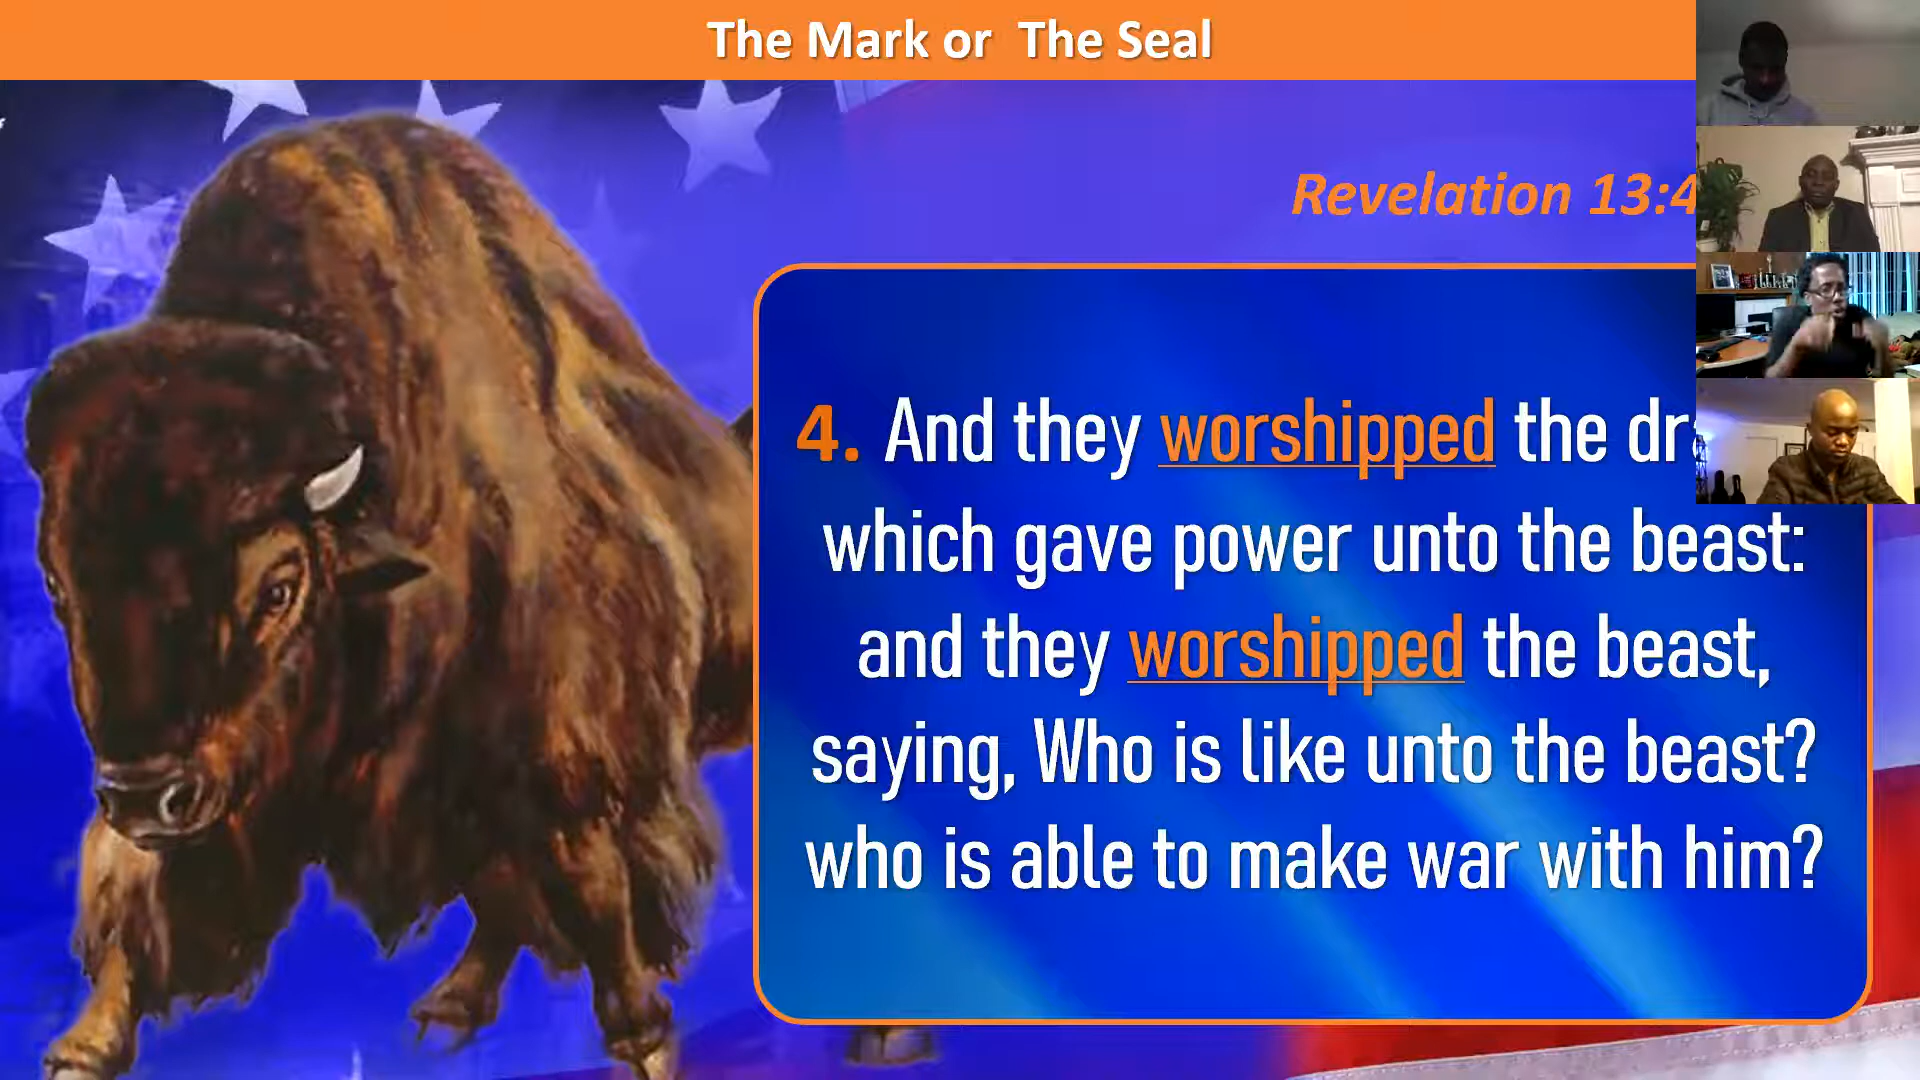 The Mark or The Seal
Revelation 13:4
4. And they worshipped the
which gave power unto the beast:
and they worshipped the beast,
saying, Who is like unto the beast?
who is able to make war with him?